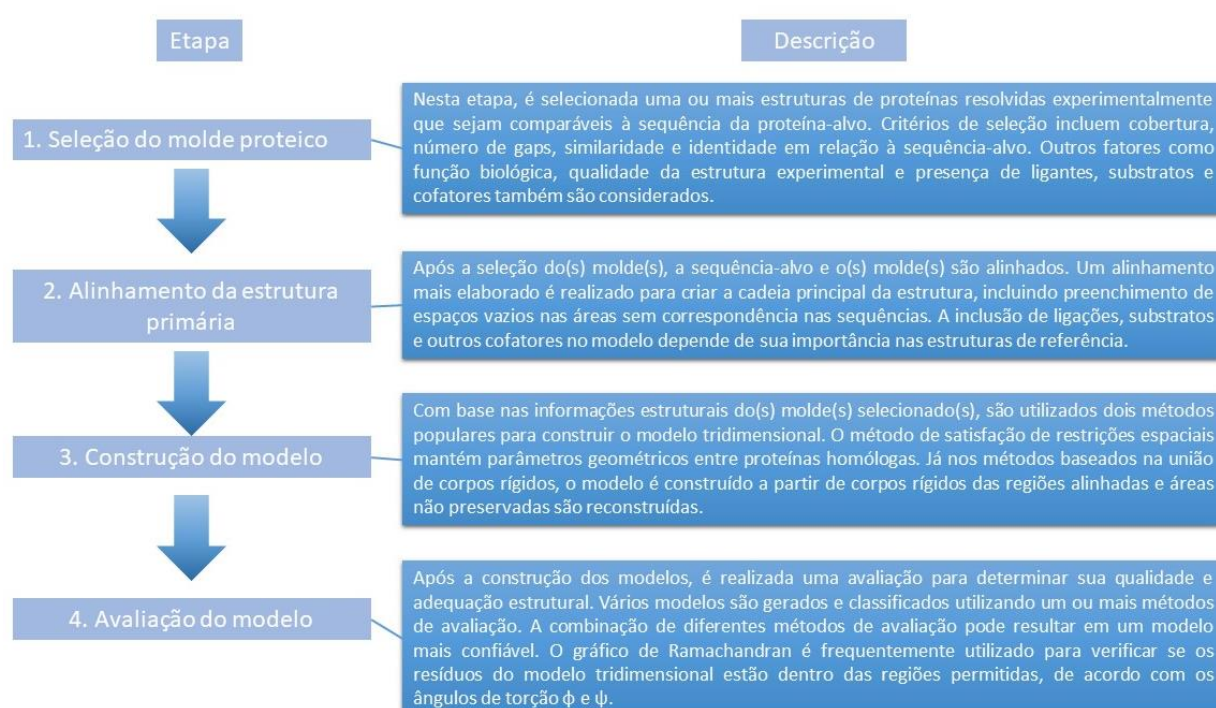 Etapa
Descrição
1. Seleção do molde proteico
Nesta etapa, é selecionada uma ou mais estruturas de proteínas resolvidas experimentalmente
que sejam comparáveis à sequência da proteína-alvo. Critérios de seleção incluem cobertura,
número de gaps, similaridade e identidade em relação à sequência-alvo. Outros fatores como
função biológica, qualidade da estrutura experimental e presença de ligantes, substratos e
cofatores também são considerados.
2. Alinhamento da estrutura
primária
Após a seleção do(s) molde(s), a sequência-alvo e o(s) molde(s) são alinhados. Um alinhamento
mais elaborado é realizado para criar a cadeia principal da estrutura, incluindo preenchimento de
espaços vazios nas áreas sem correspondência nas sequências. A inclusão de ligações, substratos
e outros cofatores no modelo depende de sua importância nas estruturas de referência.
3. Construção do modelo
Com base nas informações estruturais do(s) molde(s) selecionado(s), são utilizados dois métodos
populares para construir o modelo tridimensional. O método de satisfação de restrições espaciais
mantém parâmetros geométricos entre proteínas homólogas. Já nos métodos baseados na união
de corpos rígidos, o modelo é construído a partir de corpos rígidos das regiões alinhadas e áreas
não preservadas são reconstruídas.
4. Avaliação do modelo
Após a construção dos modelos, é realizada uma avaliação para determinar sua qualidade e
adequação estrutural. Vários modelos são gerados e classificados utilizando um ou mais métodos
de avaliação. A combinação de diferentes métodos de avaliação pode resultar em um modelo
mais confiável. O gráfico de Ramachandran é frequentemente utilizado para verificar se os
resíduos do modelo tridimensional estão dentro das regiões permitidas, de acordo com os
ângulos de torção ϕ e ψ.